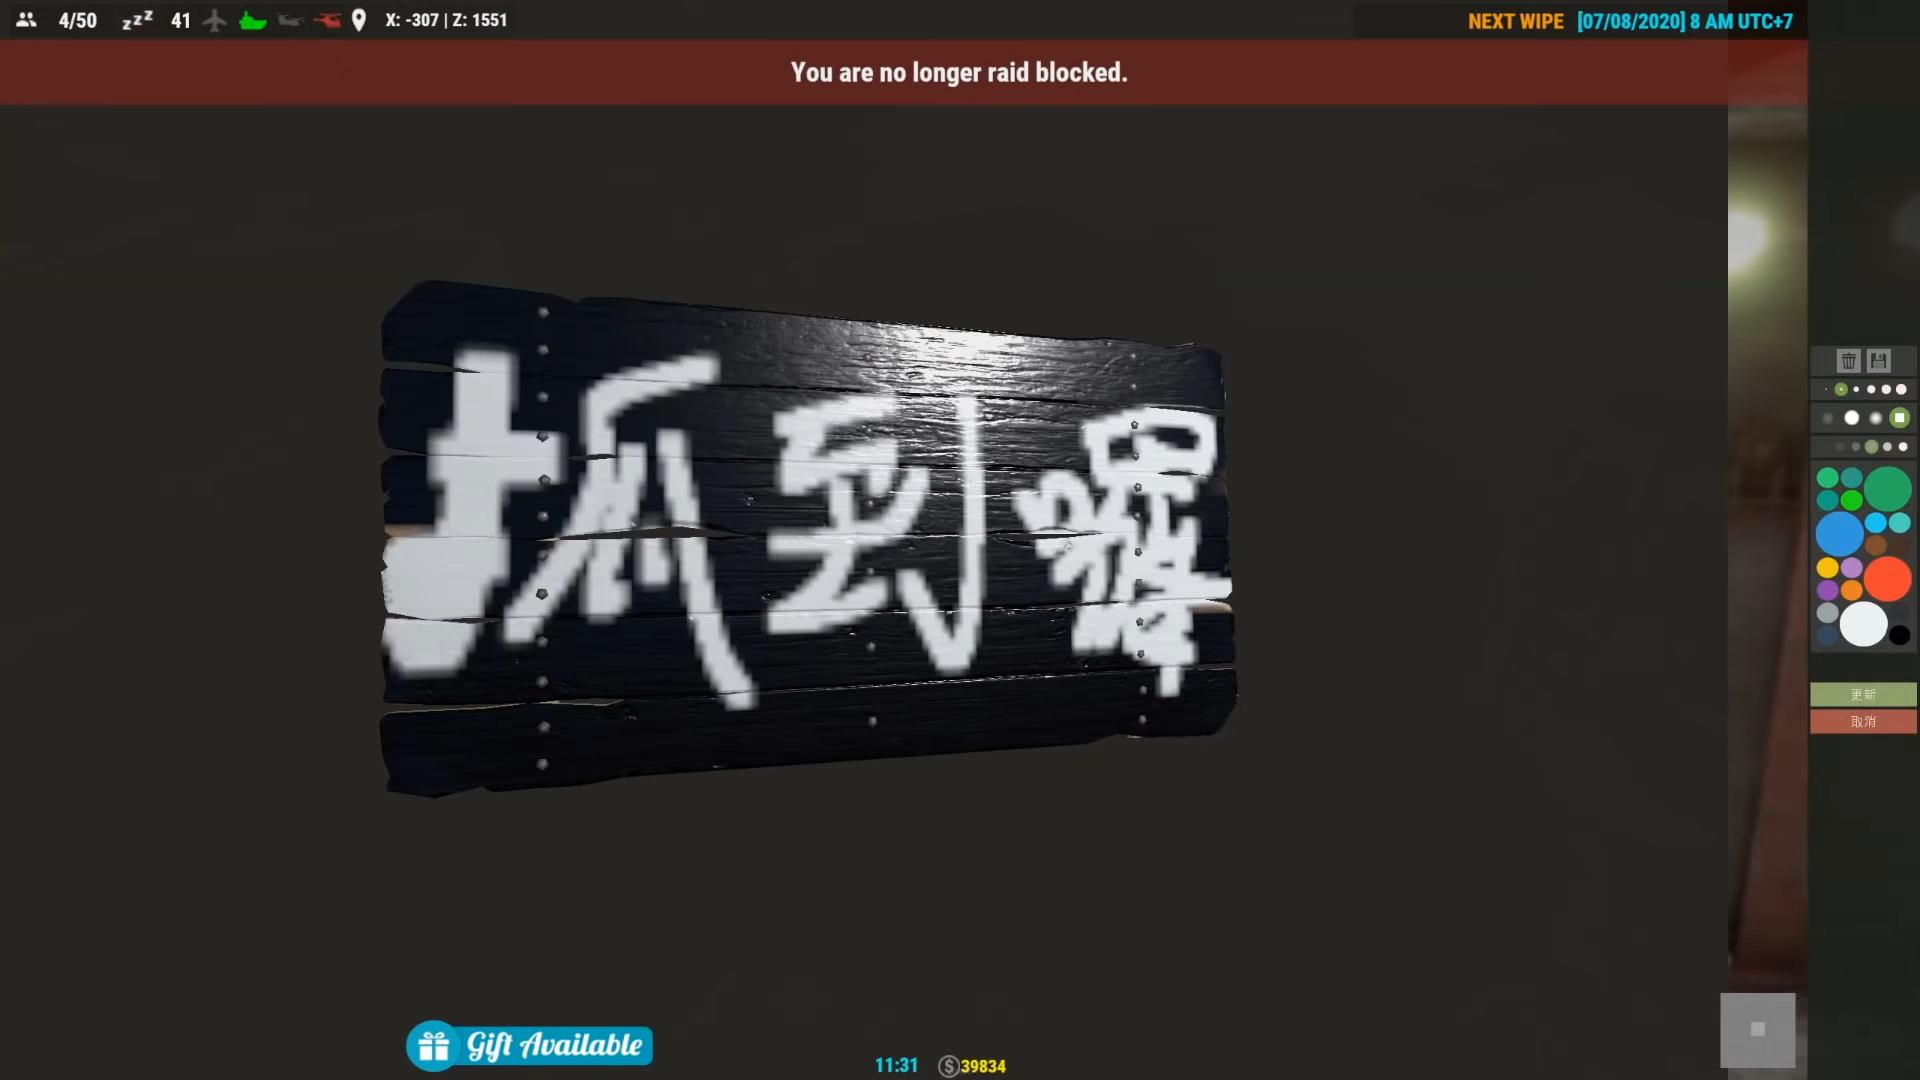 4/50 zzz 41 X: -307 | Z: 1551
NEXT WIPE [07/08/2020] 8 AM UTC+7
You are no longer raid blocked.
抓到囉
更新
取消
Gift Available
11:31 $39834